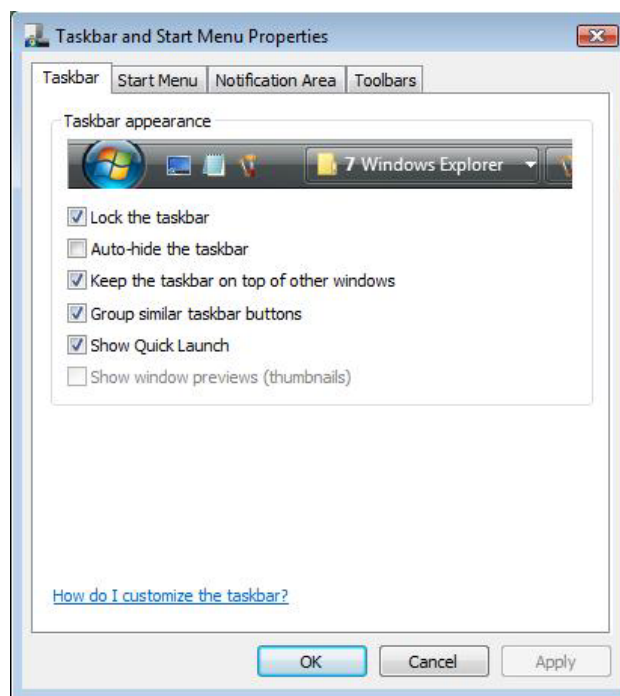 Taskbar and Start Menu Properties
Taskbar Start Menu Notification Area Toolbars
Taskbar appearance
7 Windows Explorer
Lock the taskbar
Auto-hide the taskbar
Keep the taskbar on top of other windows
Group similar taskbar buttons
Show Quick Launch
Show window previews (thumbnails)
How do I customize the taskbar?
OK Cancel Apply